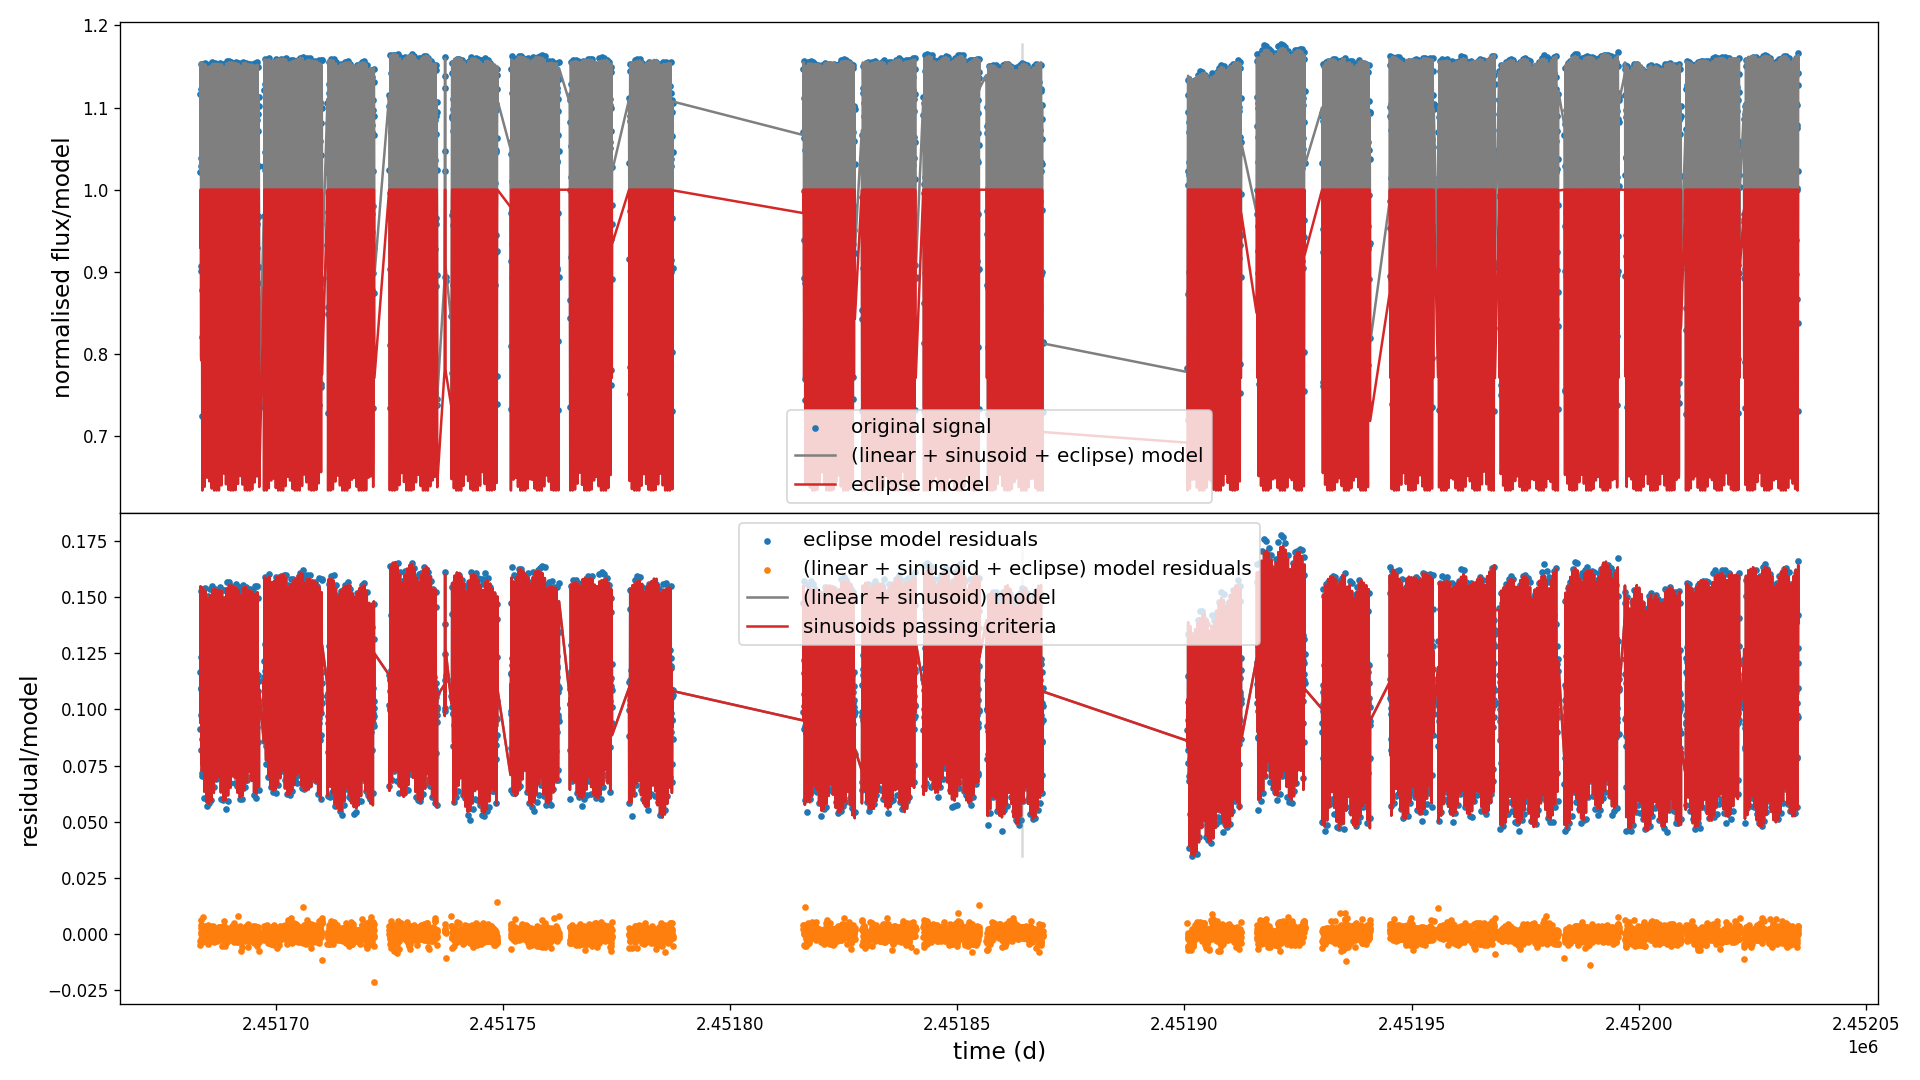 1.2
1.1
1.0
0.9
0.8
0.7
normalised flux/model
original signal
(linear + sinusoid + eclipse) model
eclipse model
0.175
0.150
0.125
0.100
0.075
0.050
0.025
0.000
−0.025
residual/model
eclipse model residuals
(linear + sinusoid + eclipse) model residuals
(linear + sinusoid) model
sinusoids passing criteria
2.45170 2.45175 2.45180 2.45185 2.45190 2.45195 2.45200 2.45205
1e6
time (d)